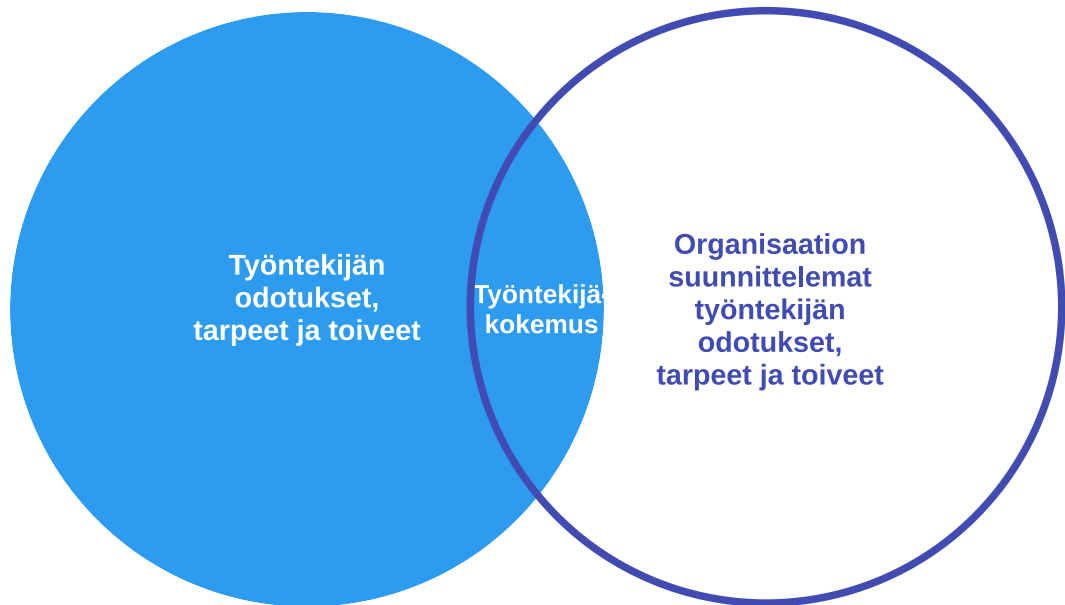 Työntekijän
odotukset,
tarpeet ja toiveet
Työntekijä-
kokemus
Organisaation
suunnittelemat
työntekijän
odotukset,
tarpeet ja toiveet